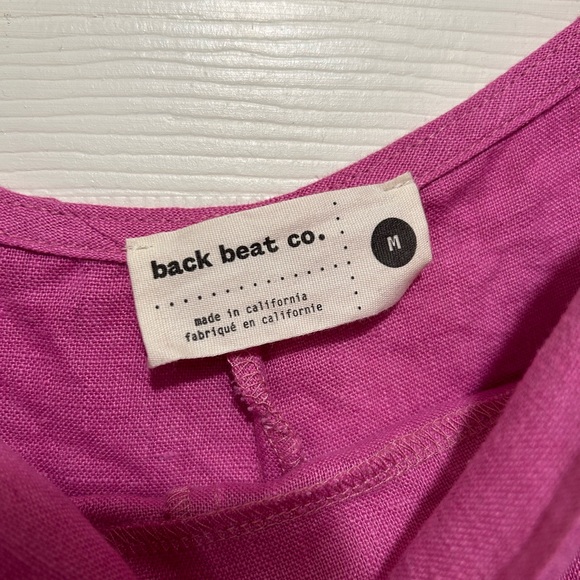 back beat co.
M
made in california
fabriqué en californie